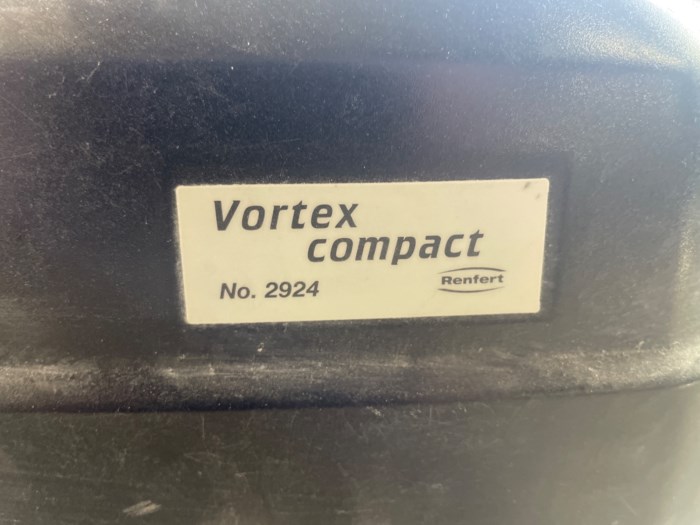 Vortex
compact
No. 2924
Renfert